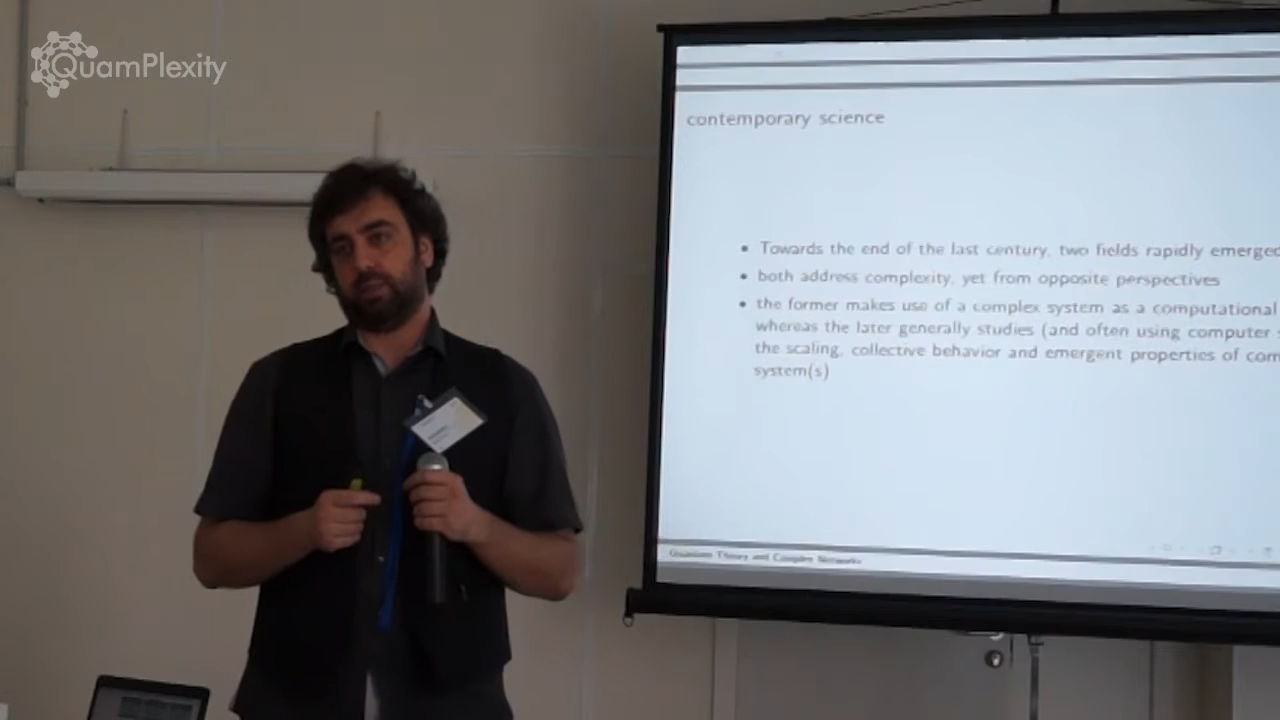 QuamPlexity
contemporary science
• Towards the end of the last century, two fields rapidly emerged
• both address complexity, yet from opposite perspectives
• the former makes use of a complex system as a computational
whereas the later generally studies (and often using computer
the scaling, collective behavior and emergent properties of com
system(s)
Quantum Theory and Complex Networks